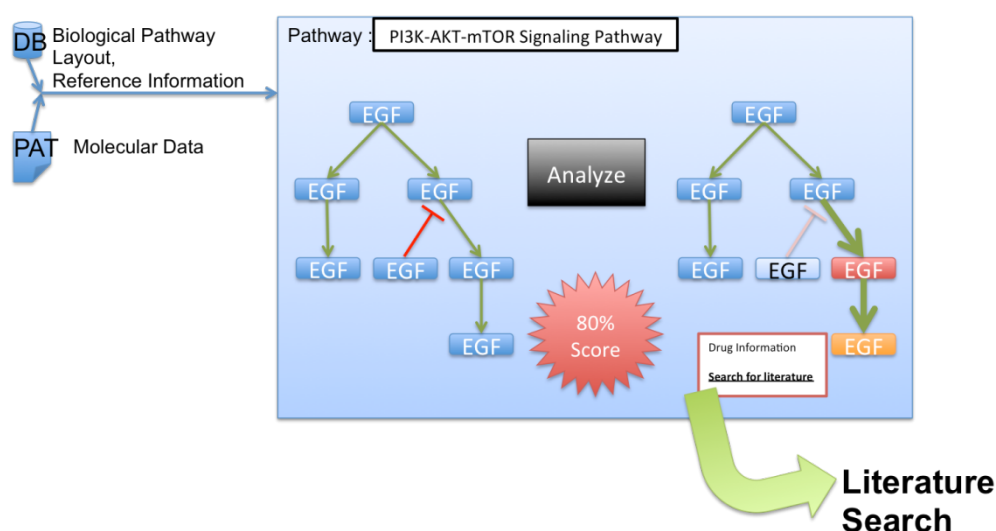 DB
Biological Pathway
Layout,
Reference Information
PAT
Molecular Data
Pathway :
PI3K-AKT-mTOR Signaling Pathway
EGF
EGF
EGF
EGF
EGF
EGF
EGF
Analyze
80%
Score
EGF
EGF
EGF
EGF
EGF
EGF
EGF
Drug Information
Search for literature
Literature
Search